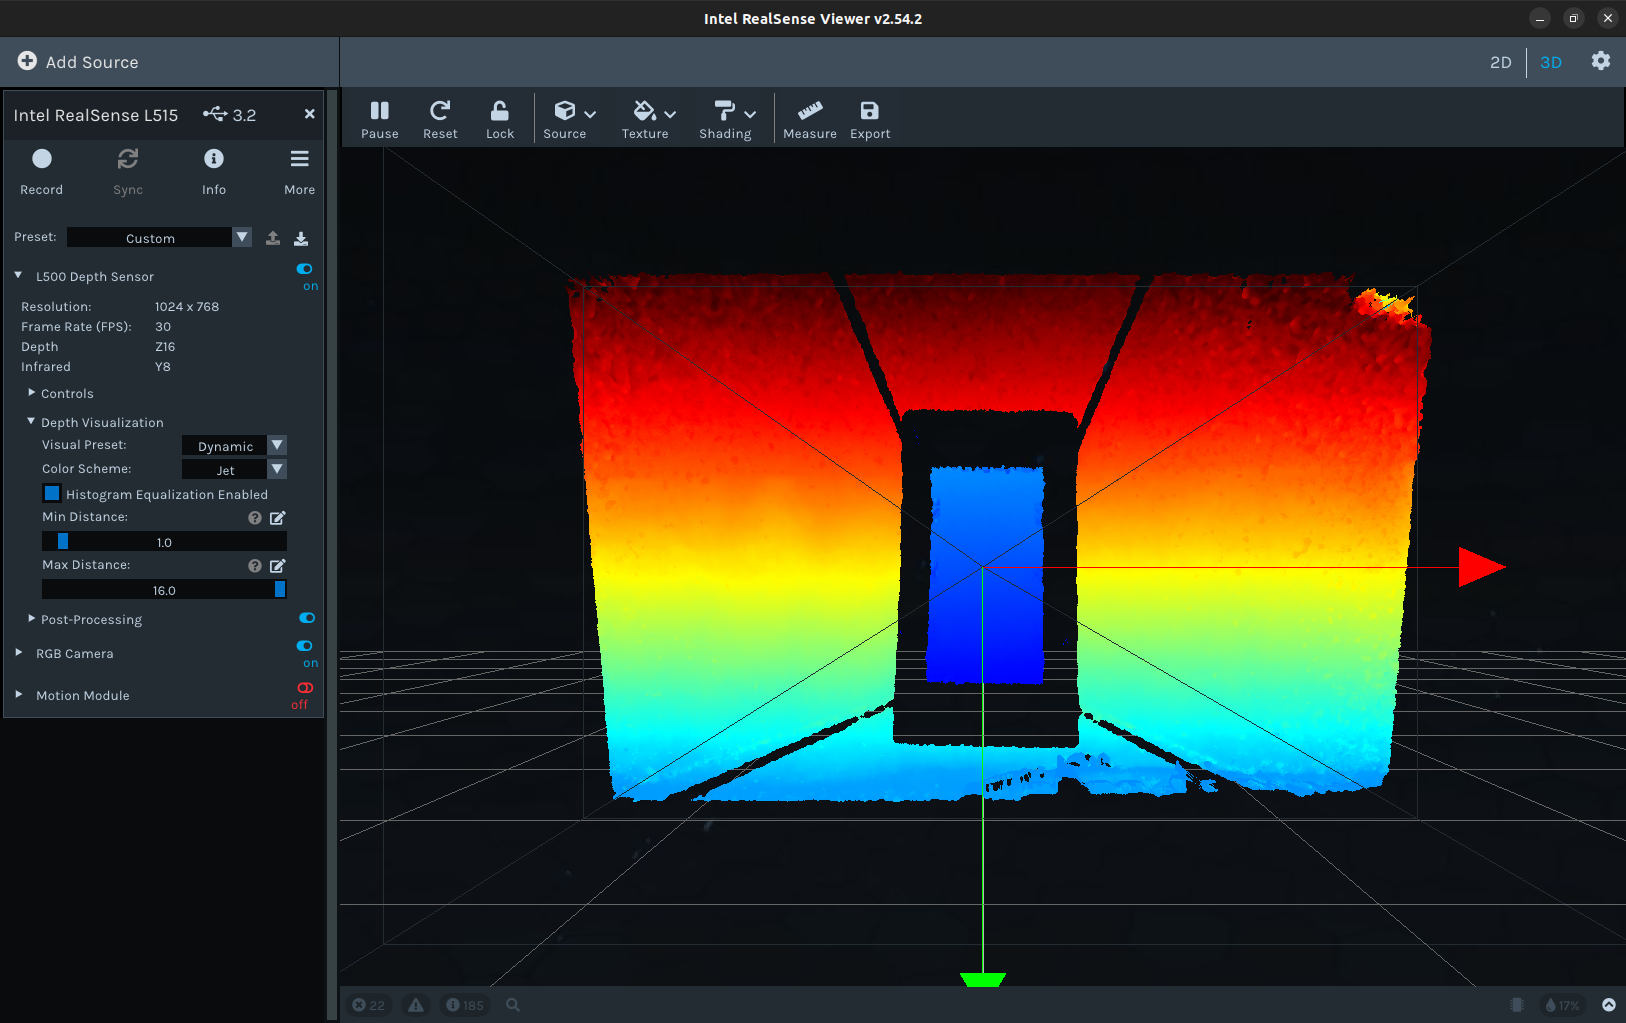 Intel RealSense Viewer v2.54.2
Add Source
2D
3D
Intel RealSense L515
3.2
Pause
Reset
Lock
Source
Texture
Shading
Measure
Export
Record
Sync
Info
More
Preset:
Custom
L500 Depth Sensor
on
Resolution: 1024 x 768
Frame Rate (FPS): 30
Depth Z16
Infrared Y8
Controls
Depth Visualization
Visual Preset: Dynamic
Color Scheme: Jet
Histogram Equalization Enabled
Min Distance:
1.0
Max Distance:
16.0
Post-Processing
RGB Camera
on
Motion Module
off
22
185
17%